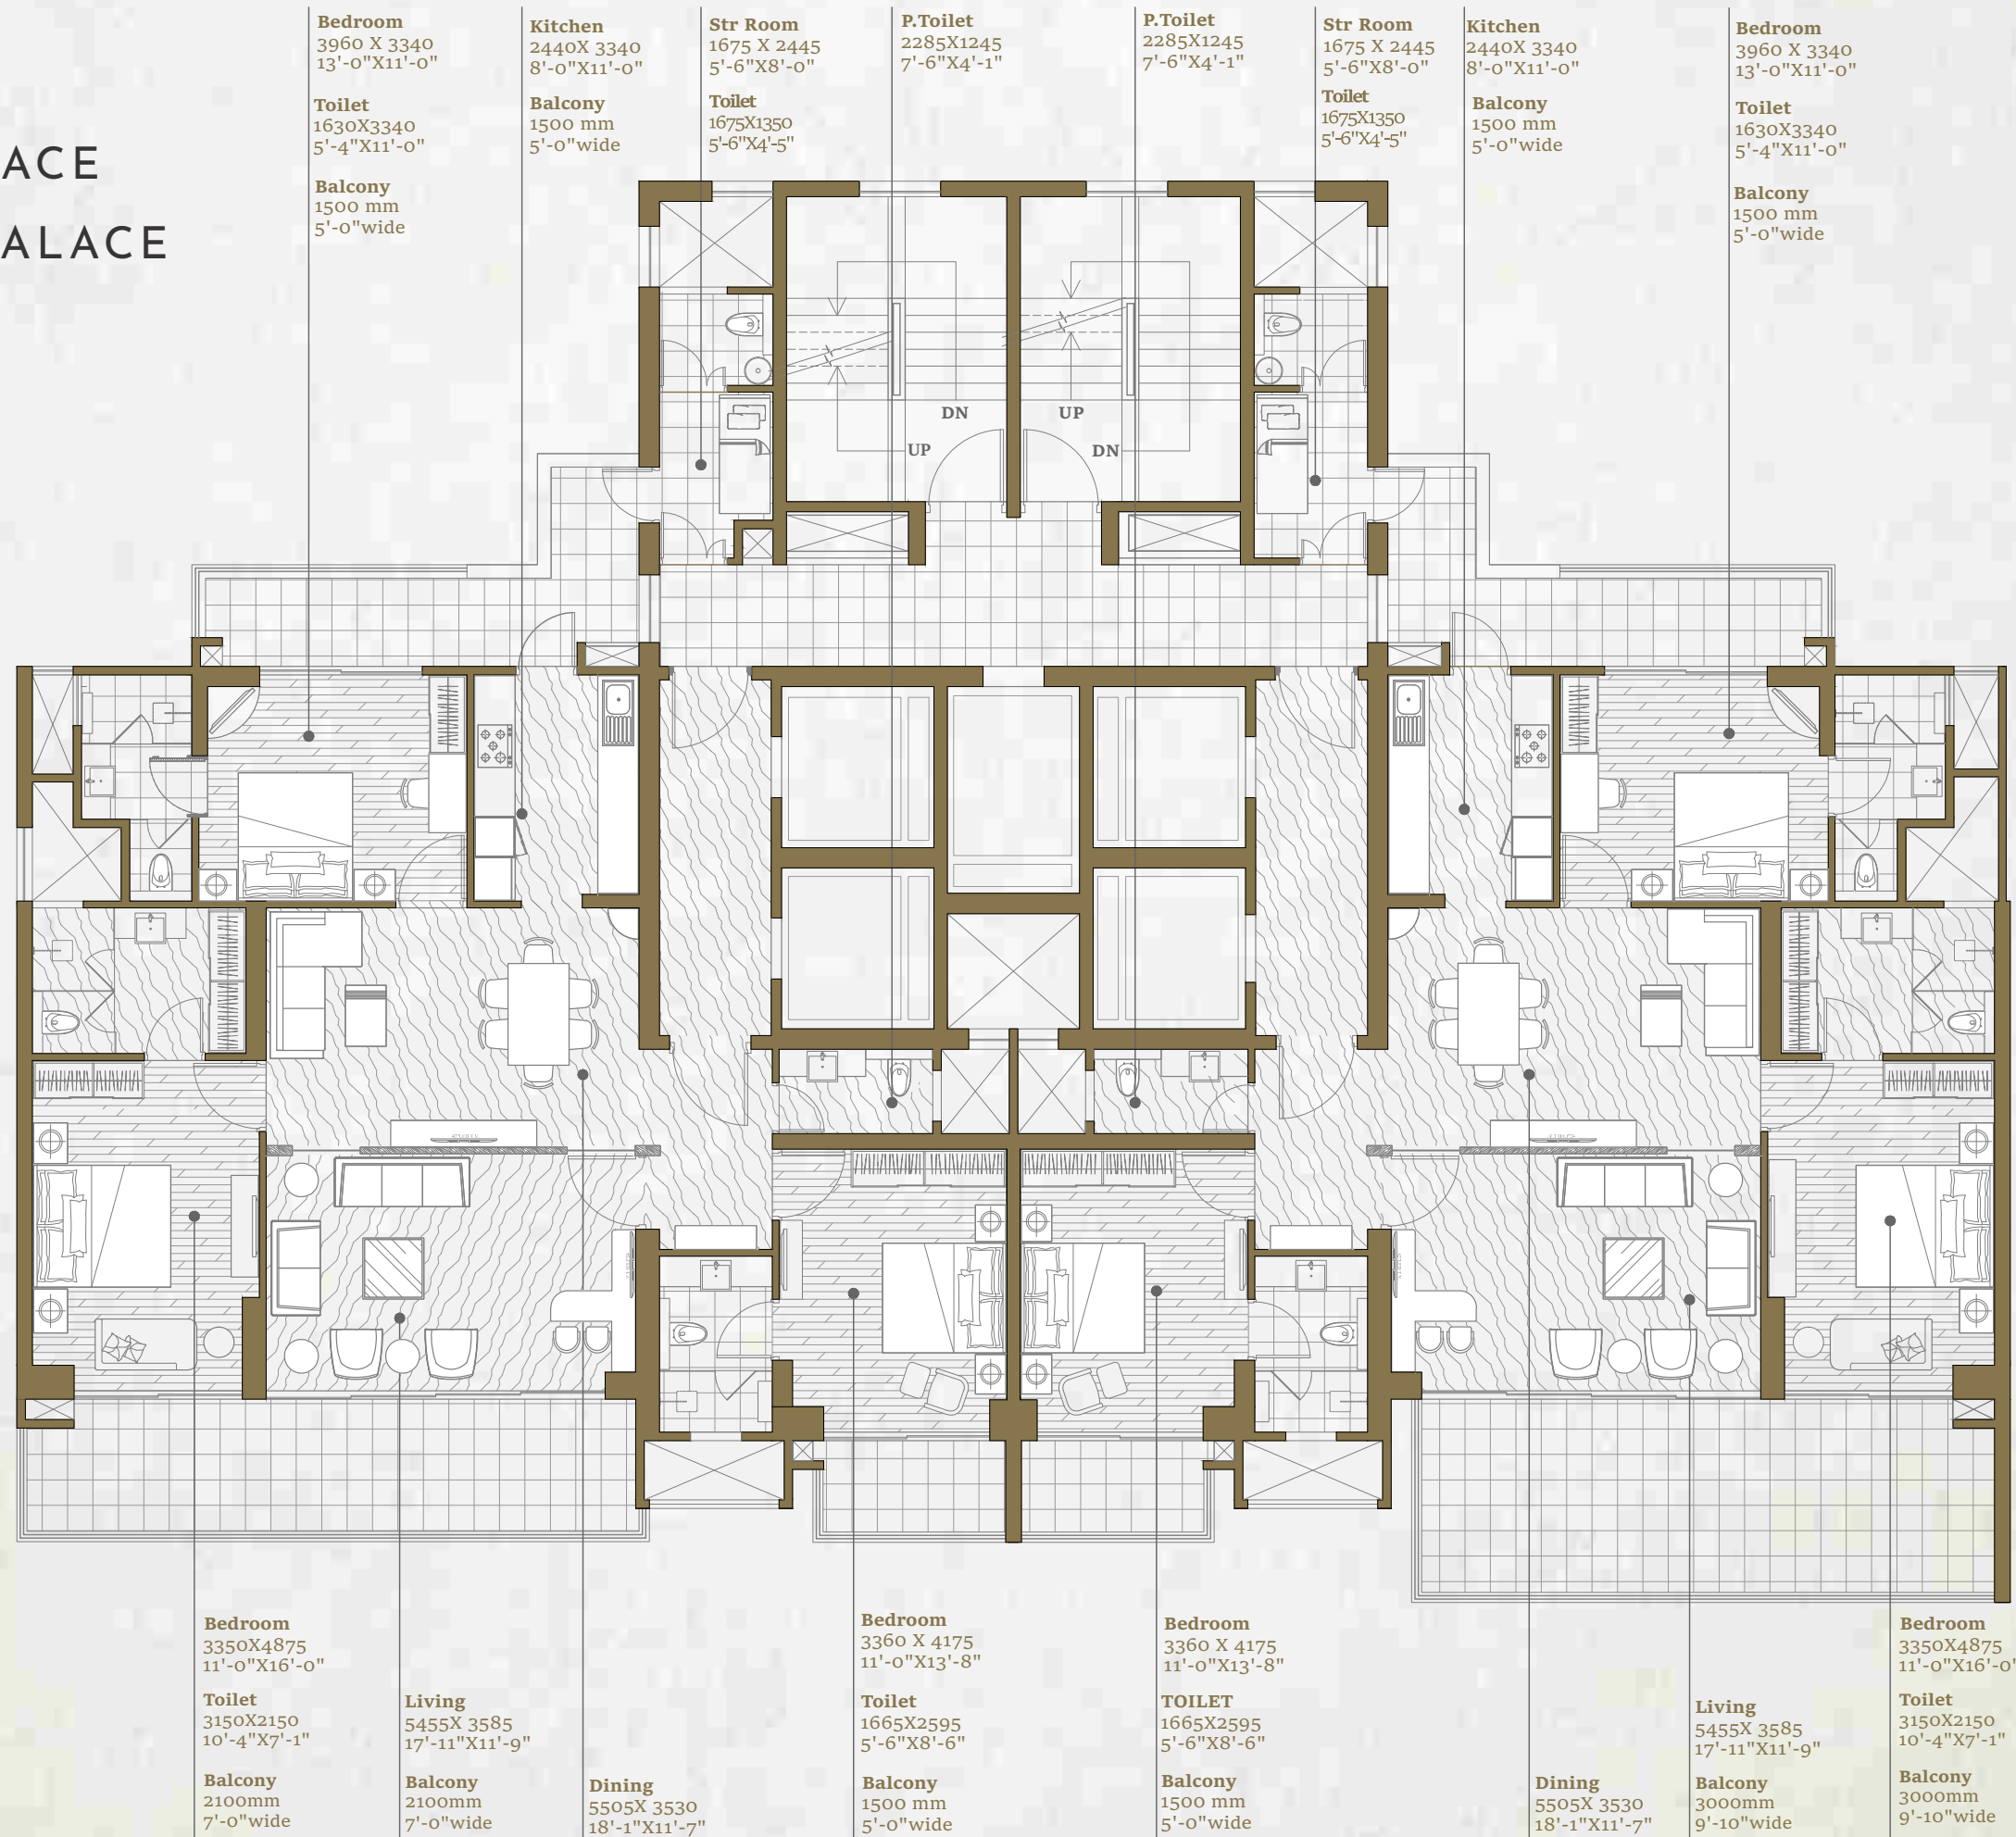 ACE
ALACE
Bedroom
3960 X 3340
13'-0"X11'-0"
Toilet
1630X3340
5'-4"X11'-0"
Balcony
1500 mm
5'-0"wide
Kitchen
2440X 3340
8'-0"X11'-0"
Balcony
1500 mm
5'-0"wide
Str Room
1675 X 2445
5'-6"X8'-0"
Toilet
1675X1350
5'-6"X4'-5"
P.Toilet
2285X1245
7'-6"X4'-1"
P.Toilet
2285X1245
7'-6"X4'-1"
Str Room
1675 X 2445
5'-6"X8'-0"
Toilet
1675X1350
5'-6"X4'-5"
Kitchen
2440X 3340
8'-0"X11'-0"
Balcony
1500 mm
5'-0"wide
Bedroom
3960 X 3340
13'-0"X11'-0"
Toilet
1630X3340
5'-4"X11'-0"
Balcony
1500 mm
5'-0"wide
DN
UP
UP
DN
Bedroom
3350X4875
11'-0"X16'-0"
Toilet
3150X2150
10'-4"X7'-1"
Balcony
2100mm
7'-0"wide
Living
5455X 3585
17'-11"X11'-9"
Balcony
2100mm
7'-0"wide
Dining
5505X 3530
18'-1"X11'-7"
Bedroom
3360 X 4175
11'-0"X13'-8"
Toilet
1665X2595
5'-6"X8'-6"
Balcony
1500 mm
5'-0"wide
Bedroom
3360 X 4175
11'-0"X13'-8"
TOILET
1665X2595
5'-6"X8'-6"
Balcony
1500 mm
5'-0"wide
Dining
5505X 3530
18'-1"X11'-7"
Living
5455X 3585
17'-11"X11'-9"
Balcony
3000mm
9'-10"wide
Bedroom
3350X4875
11'-0"X16'-0"
Toilet
3150X2150
10'-4"X7'-1"
Balcony
3000mm
9'-10"wide